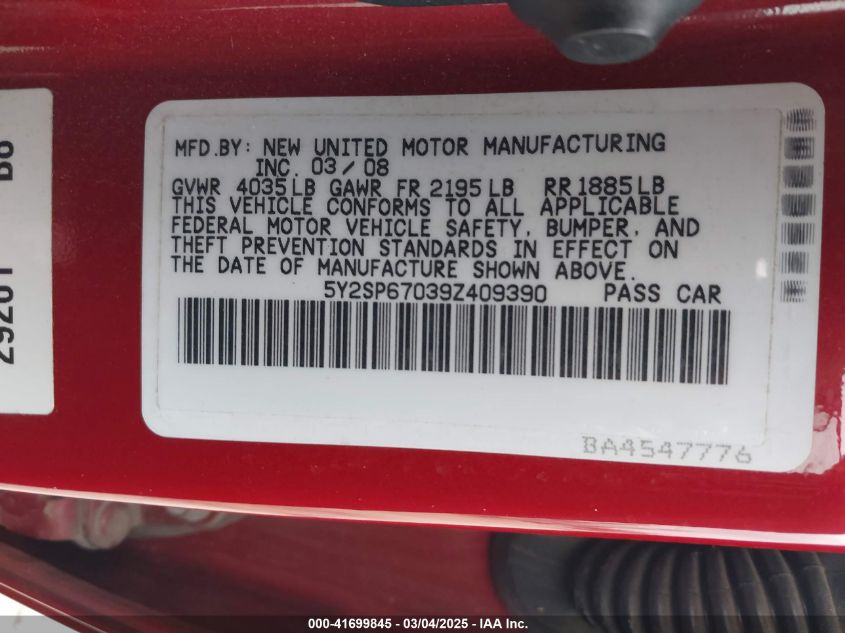 MFD.BY: NEW UNITED MOTOR MANUFACTURING
INC. 03/08
GVWR 4035LB GAWR FR 2195LB RR 1885LB
THIS VEHICLE CONFORMS TO ALL APPLICABLE
FEDERAL MOTOR VEHICLE SAFETY, BUMPER, AND
THEFT PREVENTION STANDARDS IN EFFECT ON
THE DATE OF MANUFACTURE SHOWN ABOVE.
5Y2SP67039Z409390 PASS CAR
BA4547776
000-41699845 - 03/04/2025 - IAA Inc.